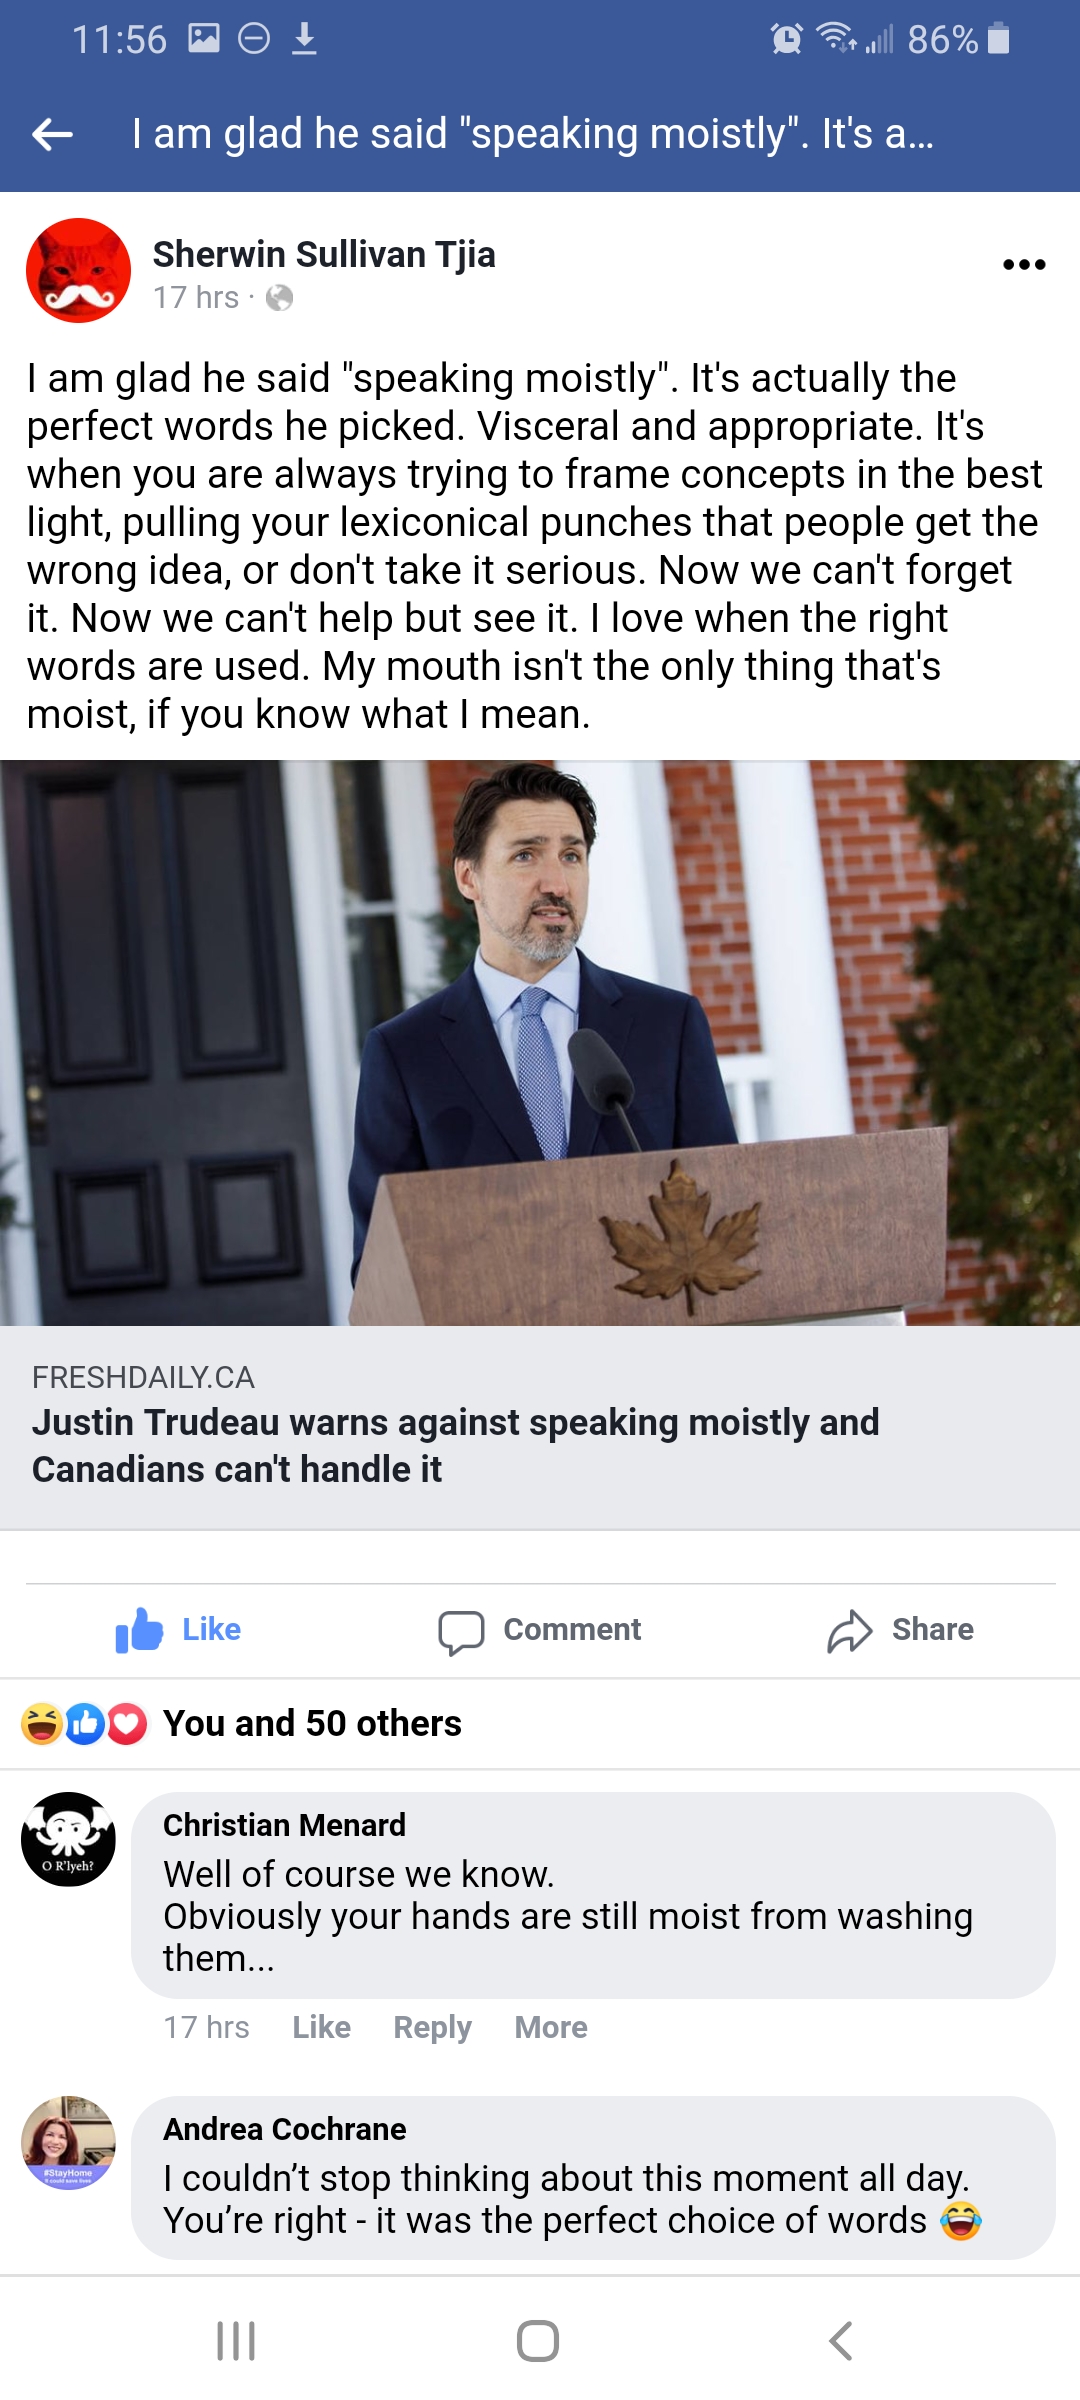 11:56 86%
I am glad he said "speaking moistly". It's a...
Sherwin Sullivan Tjia
17 hrs ·
I am glad he said "speaking moistly". It's actually the
perfect words he picked. Visceral and appropriate. It's
when you are always trying to frame concepts in the best
light, pulling your lexiconical punches that people get the
wrong idea, or don't take it serious. Now we can't forget
it. Now we can't help but see it. I love when the right
words are used. My mouth isn't the only thing that's
moist, if you know what I mean.
FRESHDAILY.CA
Justin Trudeau warns against speaking moistly and
Canadians can't handle it
Like Comment Share
You and 50 others
O R'lyeh?
Christian Menard
Well of course we know.
Obviously your hands are still moist from washing
them...
17 hrs Like Reply More
#StayHome
It could save lives
Andrea Cochrane
I couldn’t stop thinking about this moment all day.
You’re right - it was the perfect choice of words 😂